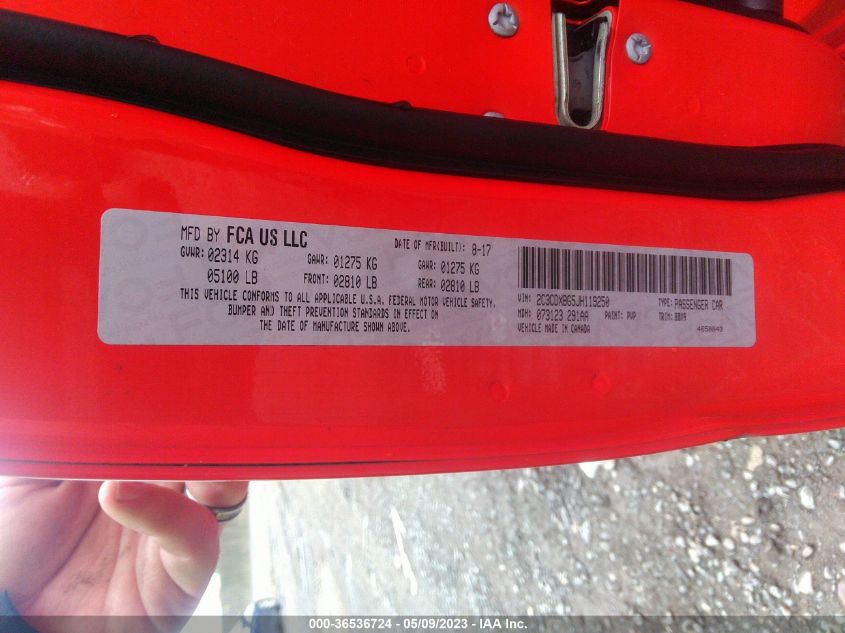 MFD BY FCA US LLC
DATE OF MFR(BUILT): 8-17
GVWR: 02314 KG
GAWR: 01275 KG
GAWR: 01275 KG
05100 LB
FRONT: 02810 LB
REAR: 02810 LB
THIS VEHICLE CONFORMS TO ALL APPLICABLE U.S.A. FEDERAL MOTOR VEHICLE SAFETY,
BUMPER AND THEFT PREVENTION STANDARDS IN EFFECT ON
THE DATE OF MANUFACTURE SHOWN ABOVE.
VIN: 2C3CDXBG5JH119250
TYPE: PASSENGER CAR
MDH: 073123 291AA
PAINT: PVP
TRIM:
VEHICLE MADE IN CANADA
4658843
000-36536724 — 05/09/2023 — IAA Inc.